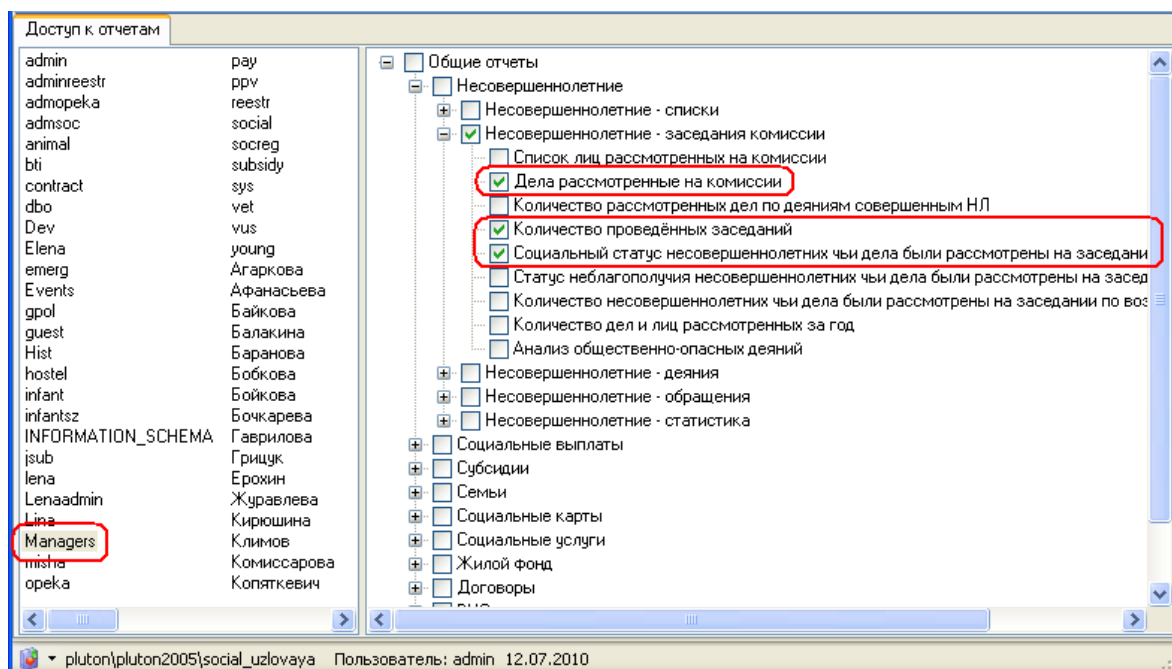 Доступ к отчетам
admin
adminreestr
admopeka
admsoc
animal
bti
contract
dbo
Dev
Elena
emerg
Events
gpol
guest
Hist
hostel
infant
infantsz
INFORMATION_SCHEMA
jsub
lena
Lenaadmin
Lina
Managers
misha
opeka
pay
ppv
reestr
social
socreg
subsidy
sys
vet
vus
young
Агаркова
Афанасьева
Байкова
Балакина
Баранова
Бобкова
Бойкова
Бочкарева
Гаврилова
Грицук
Ерохин
Журавлева
Кирюшина
Климов
Комиссарова
Копяткевич
Общие отчеты
Несовершеннолетние
Несовершеннолетние - списки
Несовершеннолетние - заседания комиссии
Список лиц рассмотренных на комиссии
Дела рассмотренные на комиссии
Количество рассмотренных дел по деяниям совершенным НЛ
Количество проведённых заседаний
Социальный статус несовершеннолетних чьи дела были рассмотрены на заседани
Статус неблагополучия несовершеннолетних чьи дела были рассмотрены на засед
Количество несовершеннолетних чьи дела были рассмотрены на заседании по воз
Количество дел и лиц рассмотренных за год
Анализ общественно-опасных деяний
Несовершеннолетние - деяния
Несовершеннолетние - обращения
Несовершеннолетние - статистика
Социальные выплаты
Субсидии
Семьи
Социальные карты
Социальные услуги
Жилой фонд
Договоры
pluton\pluton2005\social_uzlovaya Пользователь: admin 12.07.2010